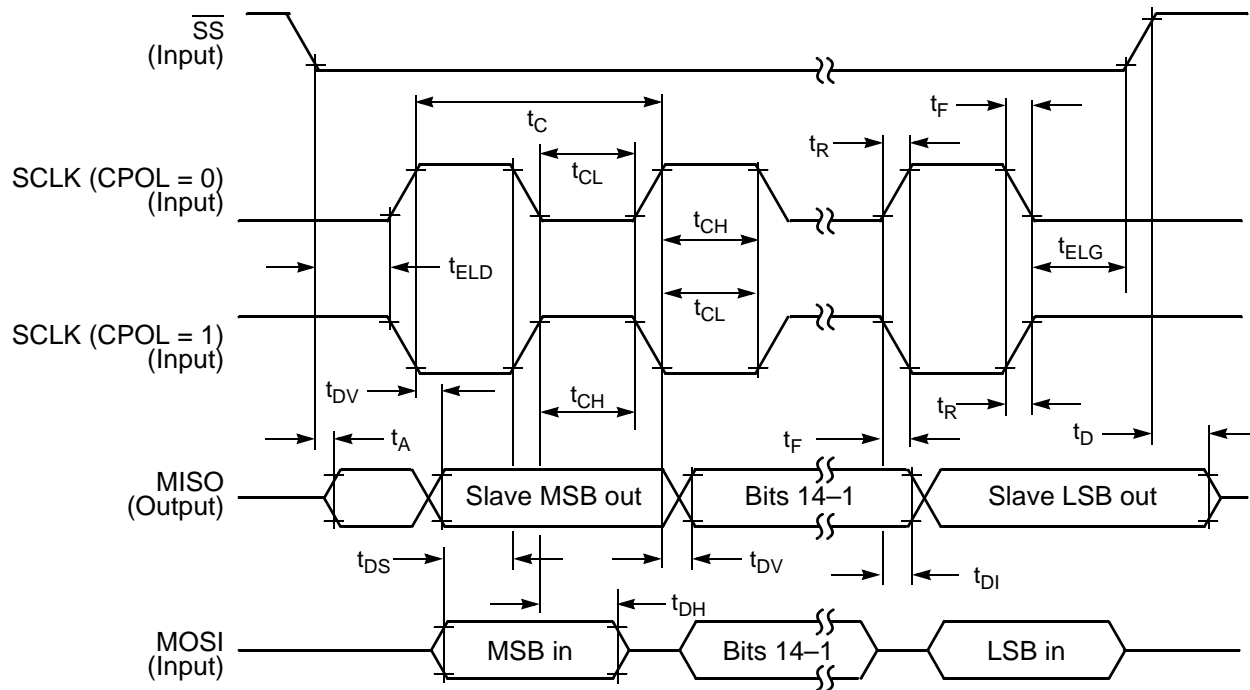 SS
(Input)
t_C
t_F
t_R
SCLK (CPOL = 0)
(Input)
t_CL
t_CH
t_ELD
t_ELG
t_CL
SCLK (CPOL = 1)
(Input)
t_DV
t_CH
t_R
t_A
t_F
t_D
MISO
(Output)
Slave MSB out
Bits 14–1
Slave LSB out
t_DS
t_DV
t_DI
t_DH
MOSI
(Input)
MSB in
Bits 14–1
LSB in